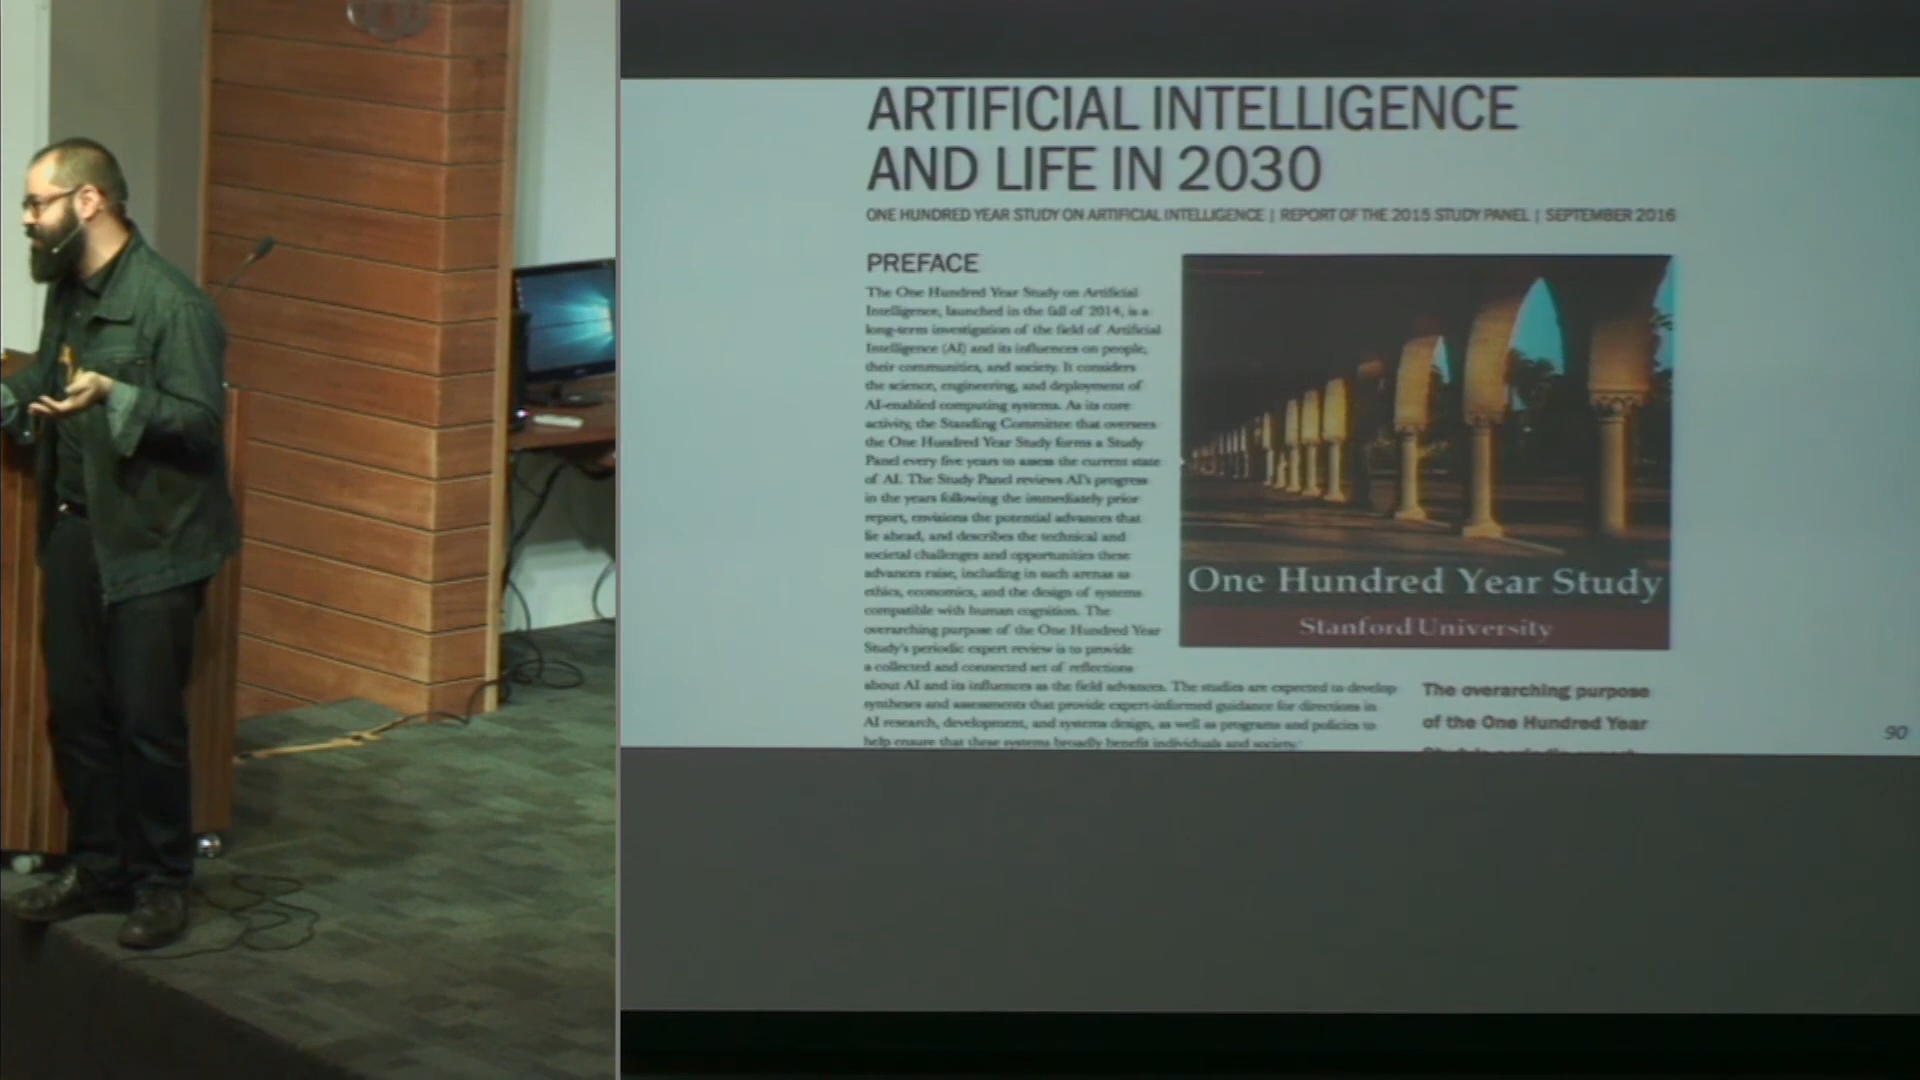 ARTIFICIAL INTELLIGENCE
AND LIFE IN 2030
ONE HUNDRED YEAR STUDY ON ARTIFICIAL INTELLIGENCE | REPORT OF THE 2015 STUDY PANEL | SEPTEMBER 2016
PREFACE
The One Hundred Year Study on Artificial
Intelligence, launched in the fall of 2014, is a
long-term investigation of the field of Artificial
Intelligence (AI) and its influences on people,
their communities, and society. It considers
the science, engineering, and deployment of
AI-enabled computing systems. As its core
activity, the Standing Committee that oversees
the One Hundred Year Study forms a Study
Panel every five years to assess the current state
of AI. The Study Panel reviews AI's progress
in the years following the immediately prior
report, envisions the potential advances that
lie ahead, and describes the technical and
societal challenges and opportunities these
advances raise, including in such arenas as
ethics, economics, and the design of systems
compatible with human cognition. The
overarching purpose of the One Hundred Year
Study's periodic expert review is to provide
a collected and connected set of reflections
about AI and its influences as the field advances. The studies are expected to develop
syntheses and assessments that provide expert-informed guidance for directions in
AI research, development, and systems design, as well as programs and policies to
help ensure that these systems broadly benefit individuals and society.
One Hundred Year Study
Stanford University
The overarching purpose
of the One Hundred Year
90